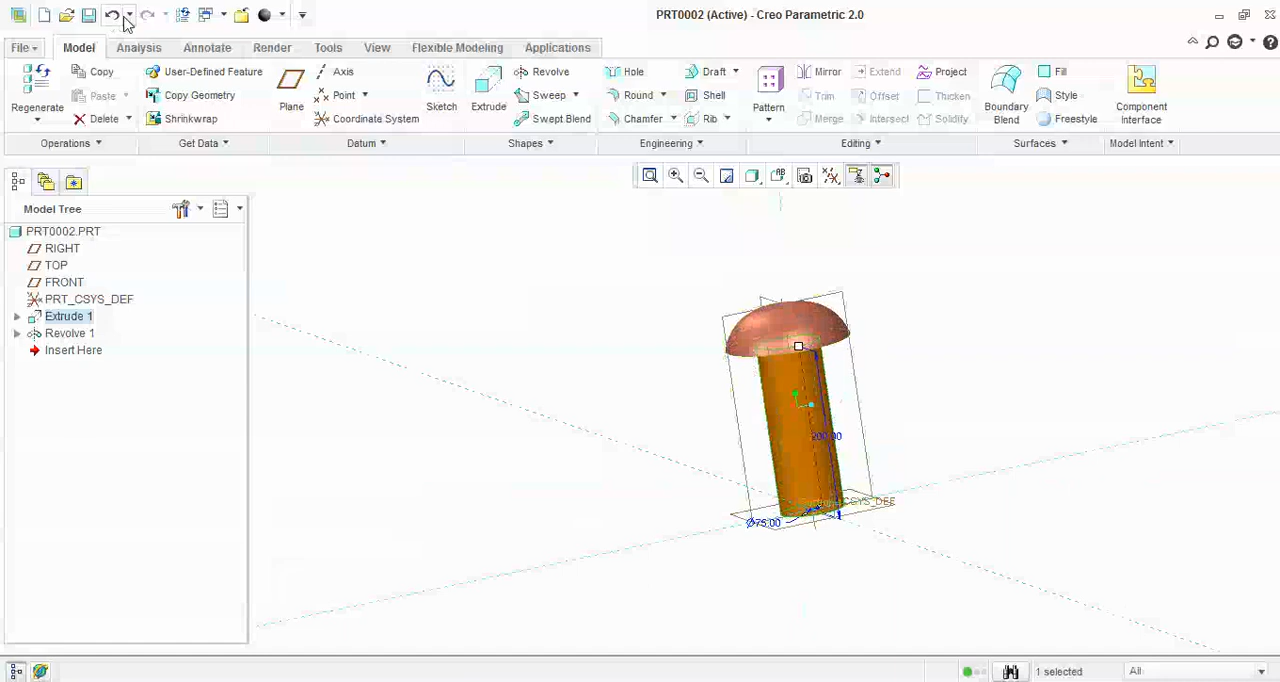 PRT0002 (Active) - Creo Parametric 2.0
File Model Analysis Annotate Render Tools View Flexible Modeling Applications
Regenerate
Copy
Paste
Delete
Operations
User-Defined Feature
Copy Geometry
Shrinkwrap
Get Data
Plane
Axis
Point
Coordinate System
Datum
Sketch
Extrude
Revolve
Sweep
Swept Blend
Shapes
Hole
Round
Chamfer
Draft
Shell
Rib
Engineering
Pattern
Mirror
Trim
Merge
Extend
Offset
Intersect
Project
Thicken
Solidify
Editing
Boundary
Blend
Fill
Style
Freestyle
Surfaces
Component
Interface
Model Intent
Model Tree
PRT0002.PRT
RIGHT
TOP
FRONT
PRT_CSYS_DEF
Extrude 1
Revolve 1
Insert Here
200.00
CSYS_DEF
Ø75.00
1 selected
All